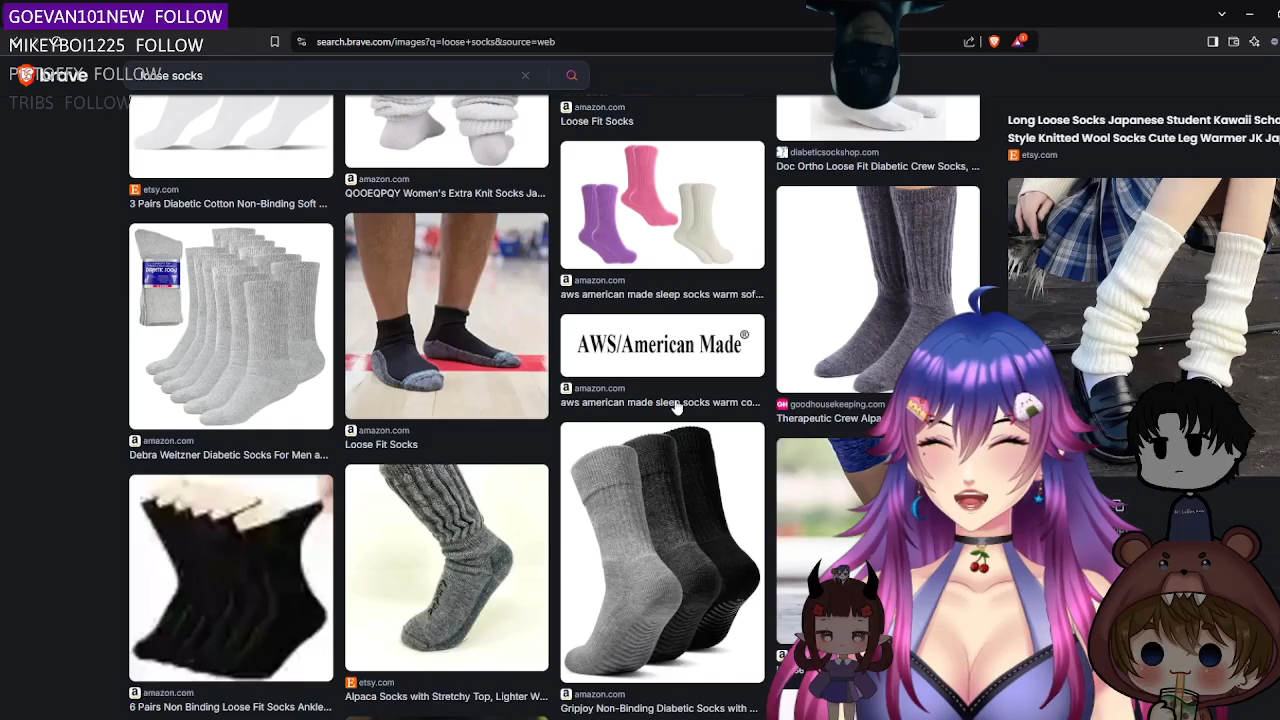 GOEVAN101NEW FOLLOW
MIKEYBOI1225 FOLLOW
FOLLOW
TRIBS FOLLOW
search.brave.com/images?q=loose+socks&source=web
brave
loose socks
etsy.com
3 Pairs Diabetic Cotton Non-Binding Soft ...
amazon.com
QOOEQPQY Women's Extra Knit Socks Ja...
amazon.com
Loose Fit Socks
diabeticsockshop.com
Doc Ortho Loose Fit Diabetic Crew Socks, ...
Long Loose Socks Japanese Student Kawaii Scho
Style Knitted Wool Socks Cute Leg Warmer JK Ja
etsy.com
amazon.com
aws american made sleep socks warm sof...
AWS/American Made®
amazon.com
aws american made sleep socks warm co...
goodhousekeeping.com
Therapeutic Crew Alpa
amazon.com
Debra Weitzner Diabetic Socks For Men a...
amazon.com
Loose Fit Socks
amazon.com
6 Pairs Non Binding Loose Fit Socks Ankle...
etsy.com
Alpaca Socks with Stretchy Top, Lighter W...
amazon.com
Gripjoy Non-Binding Diabetic Socks with ...